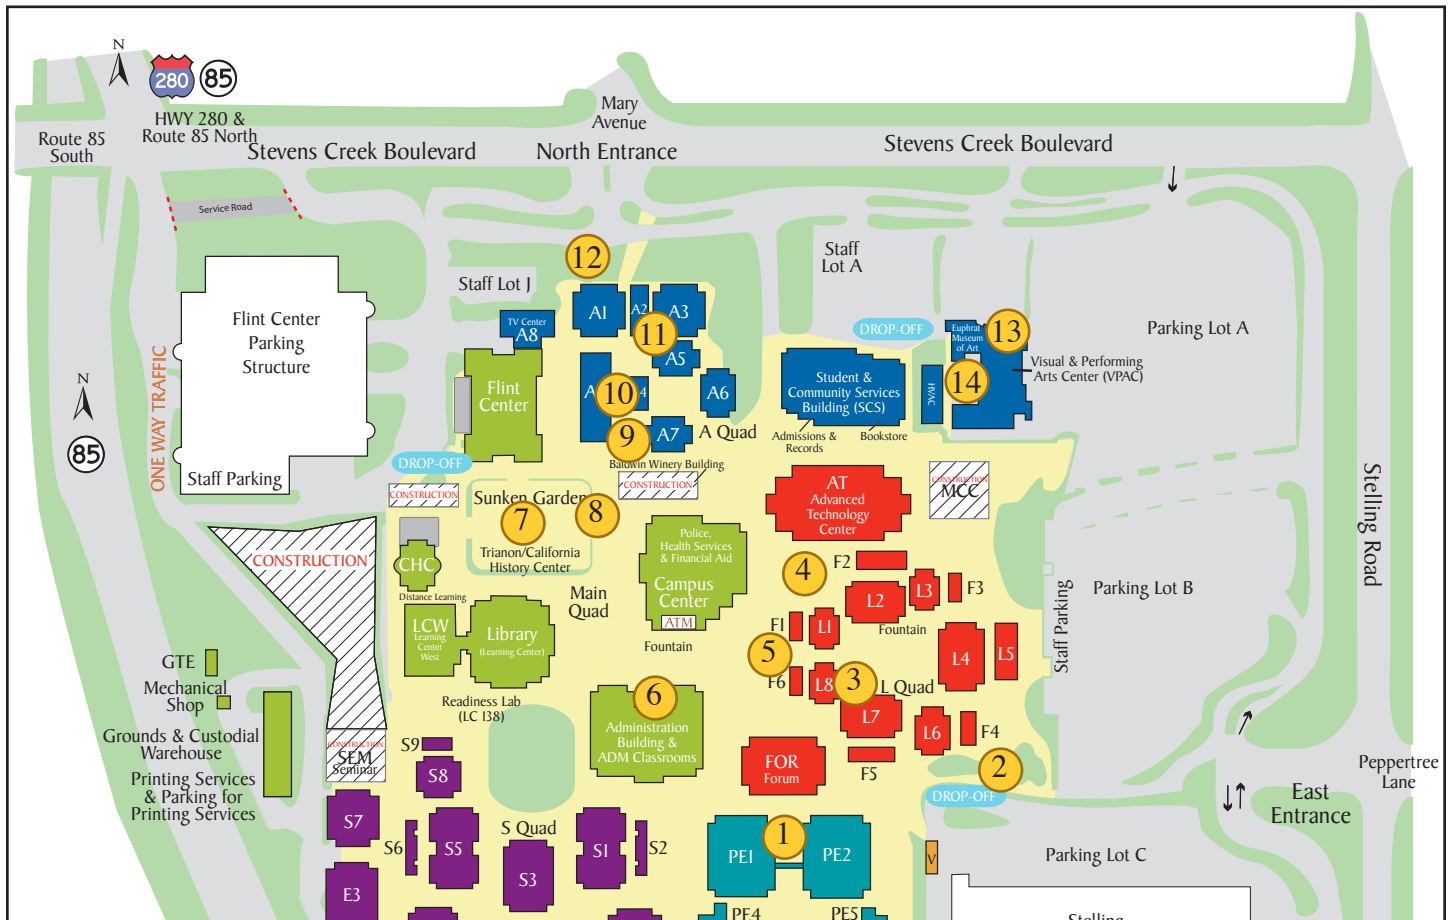 N
280
85
HWY 280 &
Route 85 North
Route 85
South
Stevens Creek Boulevard
Mary
Avenue
North Entrance
Stevens Creek Boulevard
Service Road
12
Staff Lot J
Staff
Lot A
Flint Center
Parking
Structure
A1
A2
A3
TV Center
A8
11
A5
DROP-OFF
Euphrat
Museum
of Art
13
Parking Lot A
Visual & Performing
Arts Center (VPAC)
N
85
ONE WAY TRAFFIC
Flint
Center
A
10
4
A6
Student &
Community Services
Building (SCS)
HVAC
14
9
A7
A Quad
Admissions &
Records
Bookstore
DROP-OFF
Baldwin Winery Building
Staff Parking
CONSTRUCTION
CONSTRUCTION
Sunken Garden
7
8
Trianon/California
History Center
AT
Advanced
Technology
Center
CONSTRUCTION
MCC
Stelling Road
CONSTRUCTION
CHC
Distance Learning
Police,
Health Services
& Financial Aid
Campus
Center
ATM
Fountain
Main
Quad
4
F2
L2
L3
F3
Fountain
Parking Lot B
Staff Parking
LCW
Learning
Center
West
Library
(Learning Center)
F1
L1
5
F6
L8
3
L Quad
L4
L5
GTE
Mechanical
Shop
Readiness Lab
(LC 138)
6
Administration
Building &
ADM Classrooms
L7
L6
F4
Grounds & Custodial
Warehouse
CONSTRUCTION
SEM
Seminar
S9
S8
FOR
Forum
F5
2
DROP-OFF
Peppertree
Lane
Printing Services
& Parking for
Printing Services
East
Entrance
S7
S6
S5
S Quad
S3
S1
S2
PE1
1
PE2
V
Parking Lot C
E3
PE4
PE5
Stelling